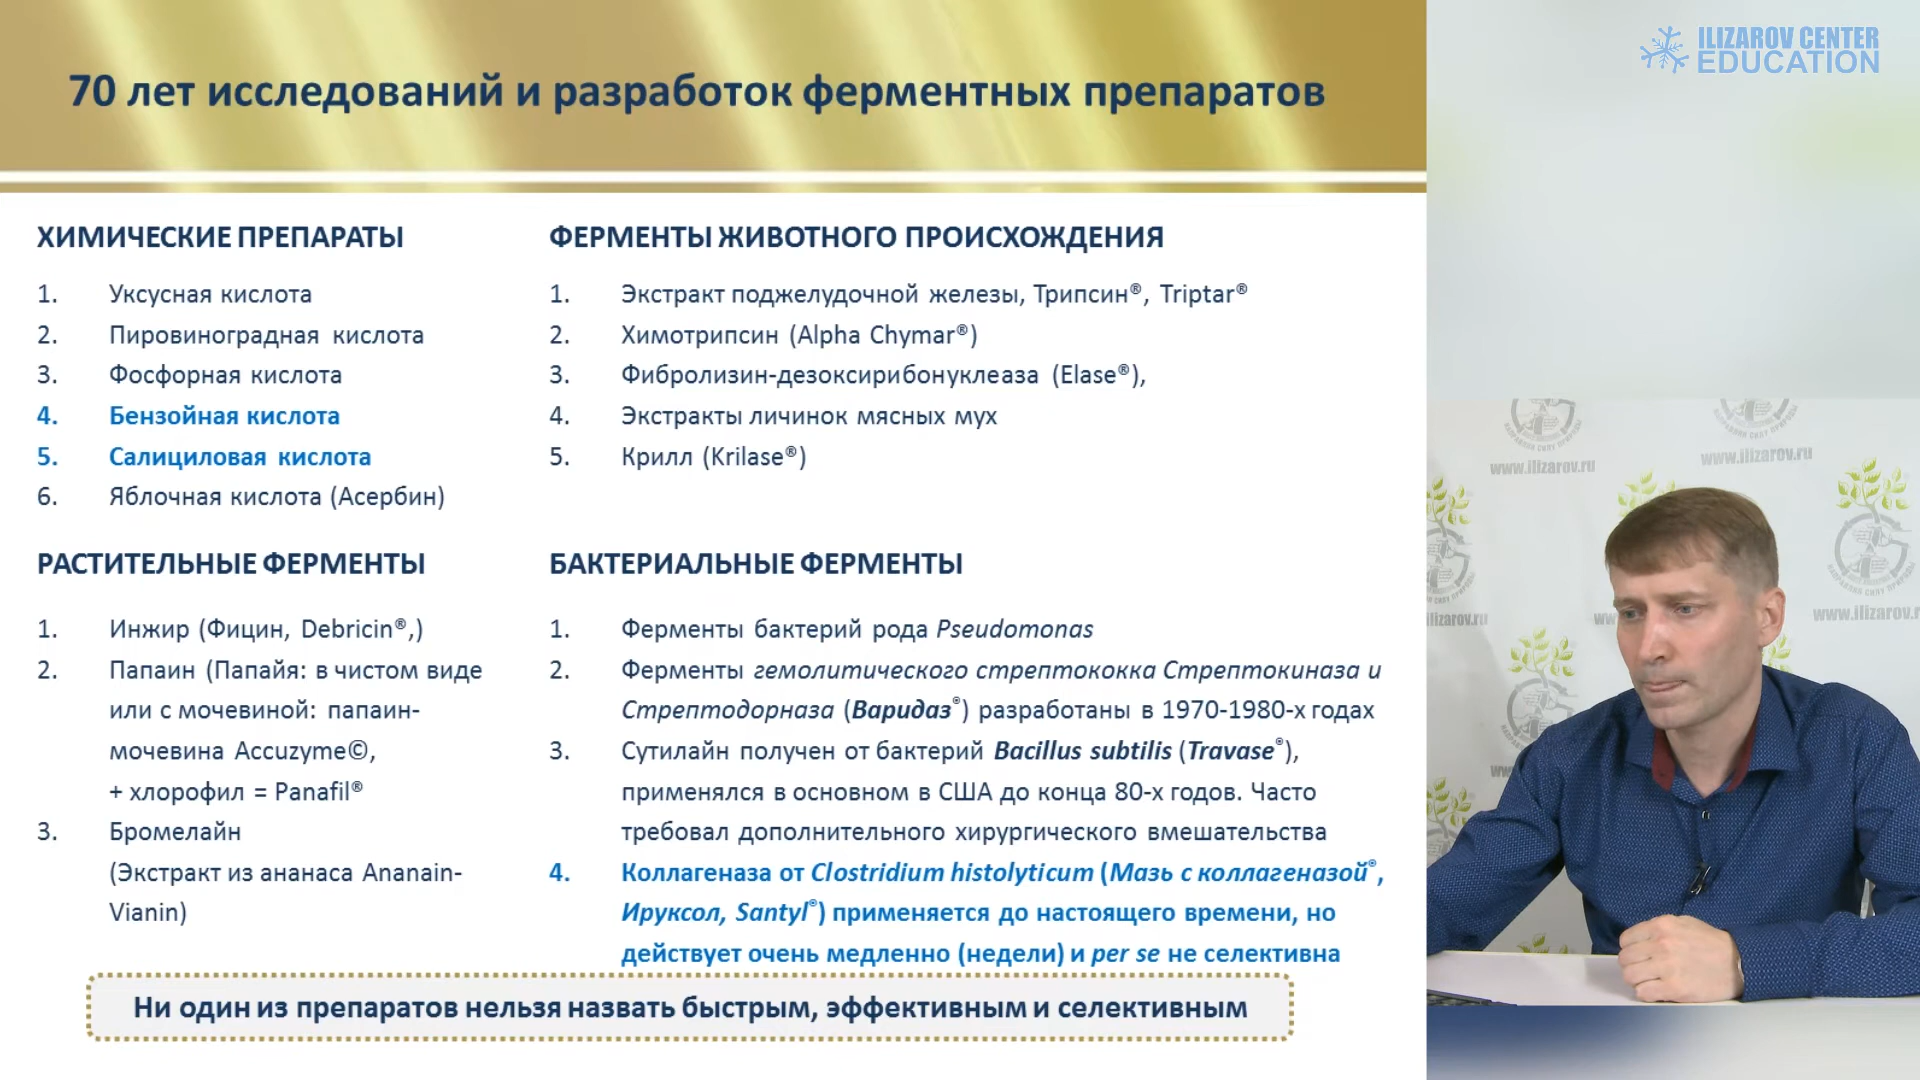 70 лет исследований и разработок ферментных препаратов
ILIZAROV CENTER
EDUCATION
ХИМИЧЕСКИЕ ПРЕПАРАТЫ
1. Уксусная кислота
2. Пировиноградная кислота
3. Фосфорная кислота
4. Бензойная кислота
5. Салициловая кислота
6. Яблочная кислота (Асербин)
ФЕРМЕНТЫ ЖИВОТНОГО ПРОИСХОЖДЕНИЯ
1. Экстракт поджелудочной железы, Трипсин®, Triptar®
2. Химотрипсин (Alpha Chymar®)
3. Фибролизин-дезоксирибонуклеаза (Elase®),
4. Экстракты личинок мясных мух
5. Крилл (Krilase®)
РАСТИТЕЛЬНЫЕ ФЕРМЕНТЫ
1. Инжир (Фицин, Debricin®,)
2. Папаин (Папайя: в чистом виде
или с мочевиной: папаин-
мочевина Accuzyme©,
+ хлорофил = Panafil®
3. Бромелайн
(Экстракт из ананаса Ananain-
Vianin)
БАКТЕРИАЛЬНЫЕ ФЕРМЕНТЫ
1. Ферменты бактерий рода Pseudomonas
2. Ферменты гемолитического стрептококка Стрептокиназа и
Стрептодорназа (Варидаз®) разработаны в 1970-1980-х годах
3. Сутилайн получен от бактерий Bacillus subtilis (Travase®),
применялся в основном в США до конца 80-х годов. Часто
требовал дополнительного хирургического вмешательства
4. Коллагеназа от Clostridium histolyticum (Мазь с коллагеназой®,
Ируксол, Santyl®) применяется до настоящего времени, но
действует очень медленно (недели) и per se не селективна
Ни один из препаратов нельзя назвать быстрым, эффективным и селективным
www.ilizarov.ru
www.ilizarov.ru